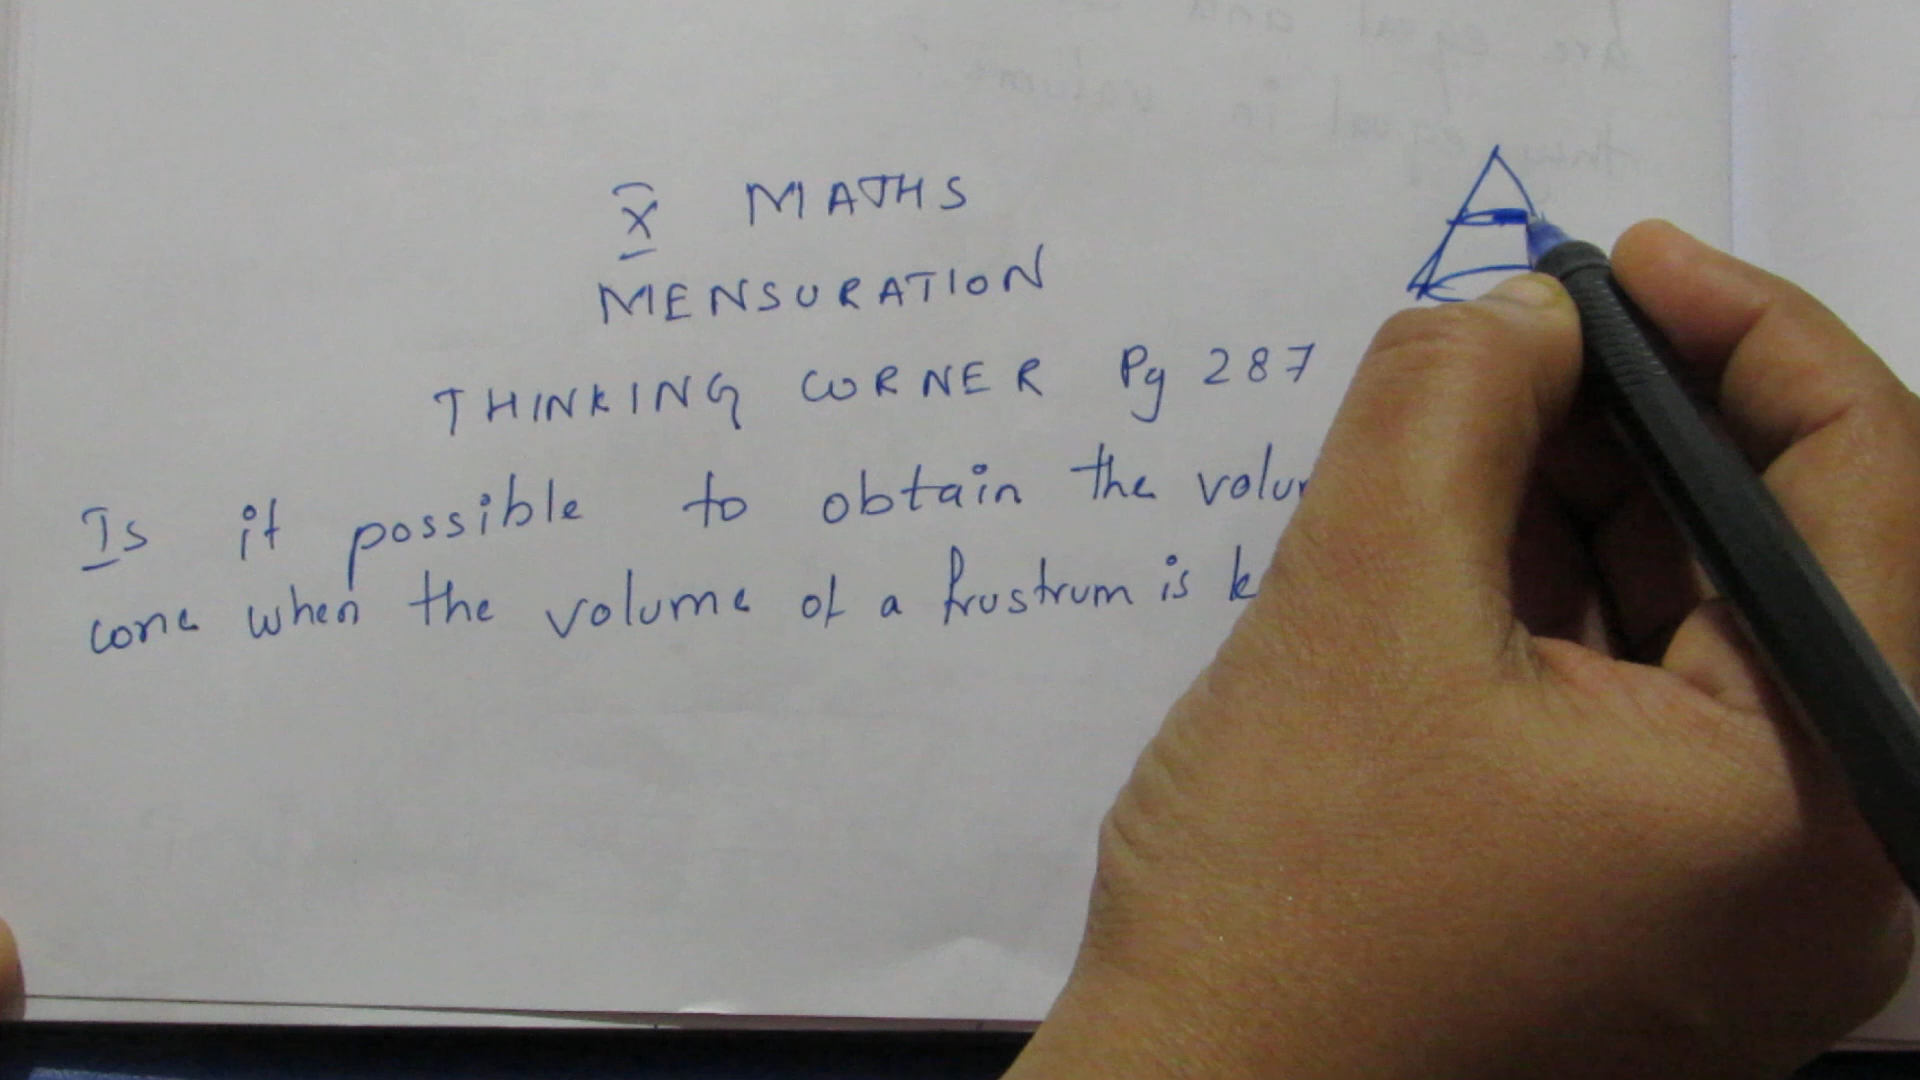 X MATHS
MENSURATION
THINKING CORNER Pg 287
Is it possible to obtain the
cone when the volume of a frustrum is